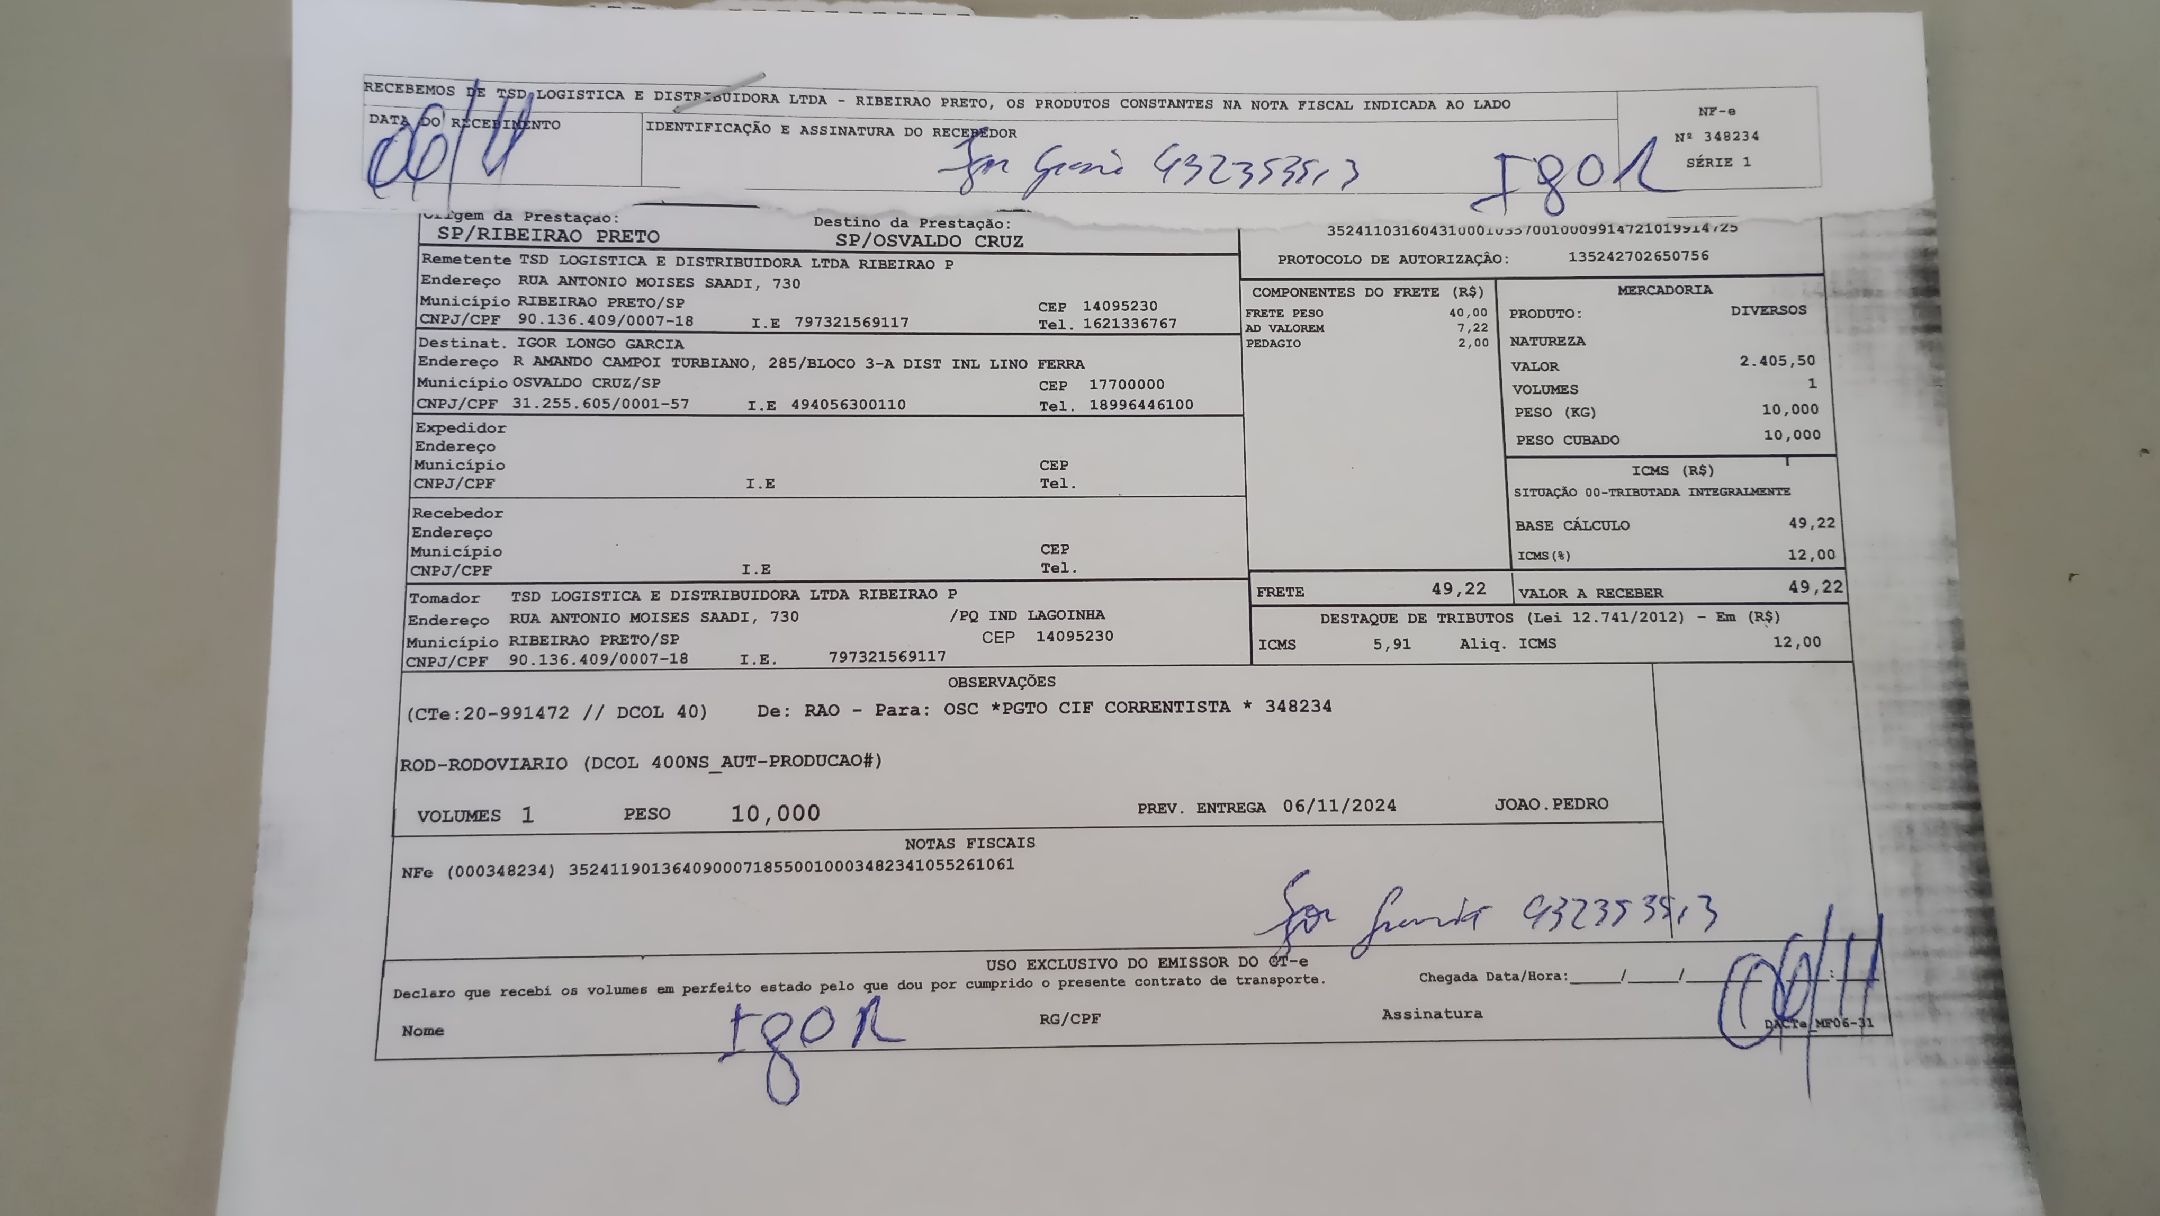 RECEBEMOS DE TSD LOGISTICA E DISTRIBUIDORA LTDA - RIBEIRAO PRETO, OS PRODUTOS CONSTANTES NA NOTA FISCAL INDICADA AO LADO
NF-e
Nº 348234
SÉRIE 1
DATA DO RECEBIMENTO
06/11
IDENTIFICAÇÃO E ASSINATURA DO RECEBEDOR
IgOR
Origem da Prestação:
SP/RIBEIRAO PRETO
Destino da Prestação:
SP/OSVALDO CRUZ
PROTOCOLO DE AUTORIZAÇÃO: 135242702650756
Remetente TSD LOGISTICA E DISTRIBUIDORA LTDA RIBEIRAO P
Endereço RUA ANTONIO MOISES SAADI, 730
Município RIBEIRAO PRETO/SP CEP 14095230
CNPJ/CPF 90.136.409/0007-18 I.E 797321569117 Tel. 1621336767
Destinat. IGOR LONGO GARCIA
Endereço R AMANDO CAMPOI TURBIANO, 285/BLOCO 3-A DIST INL LINO FERRA
Município OSVALDO CRUZ/SP CEP 17700000
CNPJ/CPF 31.255.605/0001-57 I.E 494056300110 Tel. 18996446100
Expedidor
Endereço
Município CEP
CNPJ/CPF I.E Tel.
Recebedor
Endereço
Município CEP
CNPJ/CPF I.E Tel.
Tomador TSD LOGISTICA E DISTRIBUIDORA LTDA RIBEIRAO P
Endereço RUA ANTONIO MOISES SAADI, 730 /PQ IND LAGOINHA
Município RIBEIRAO PRETO/SP CEP 14095230
CNPJ/CPF 90.136.409/0007-18 I.E. 797321569117
COMPONENTES DO FRETE (R$)
FRETE PESO 40,00
AD VALOREM 7,22
PEDAGIO 2,00
MERCADORIA
PRODUTO: DIVERSOS
NATUREZA
VALOR 2.405,50
VOLUMES 1
PESO (KG) 10,000
PESO CUBADO 10,000
ICMS (R$)
SITUAÇÃO 00-TRIBUTADA INTEGRALMENTE
BASE CÁLCULO 49,22
ICMS(%) 12,00
FRETE 49,22 VALOR A RECEBER 49,22
DESTAQUE DE TRIBUTOS (Lei 12.741/2012) - Em (R$)
ICMS 5,91 Aliq. ICMS 12,00
OBSERVAÇÕES
(CTe:20-991472 // DCOL 40) De: RAO - Para: OSC *PGTO CIF CORRENTISTA * 348234
ROD-RODOVIARIO (DCOL 400NS_AUT-PRODUCAO#)
VOLUMES 1 PESO 10,000 PREV. ENTREGA 06/11/2024 JOAO.PEDRO
NOTAS FISCAIS
NFe (000348234) 35241190136409000718550010003482341055261061
USO EXCLUSIVO DO EMISSOR DO CT-e
Declaro que recebi os volumes em perfeito estado pelo que dou por cumprido o presente contrato de transporte.
Chegada Data/Hora:____/____/____ __:__
06/11
Nome IgOR RG/CPF Assinatura
DACTe_MF06-31